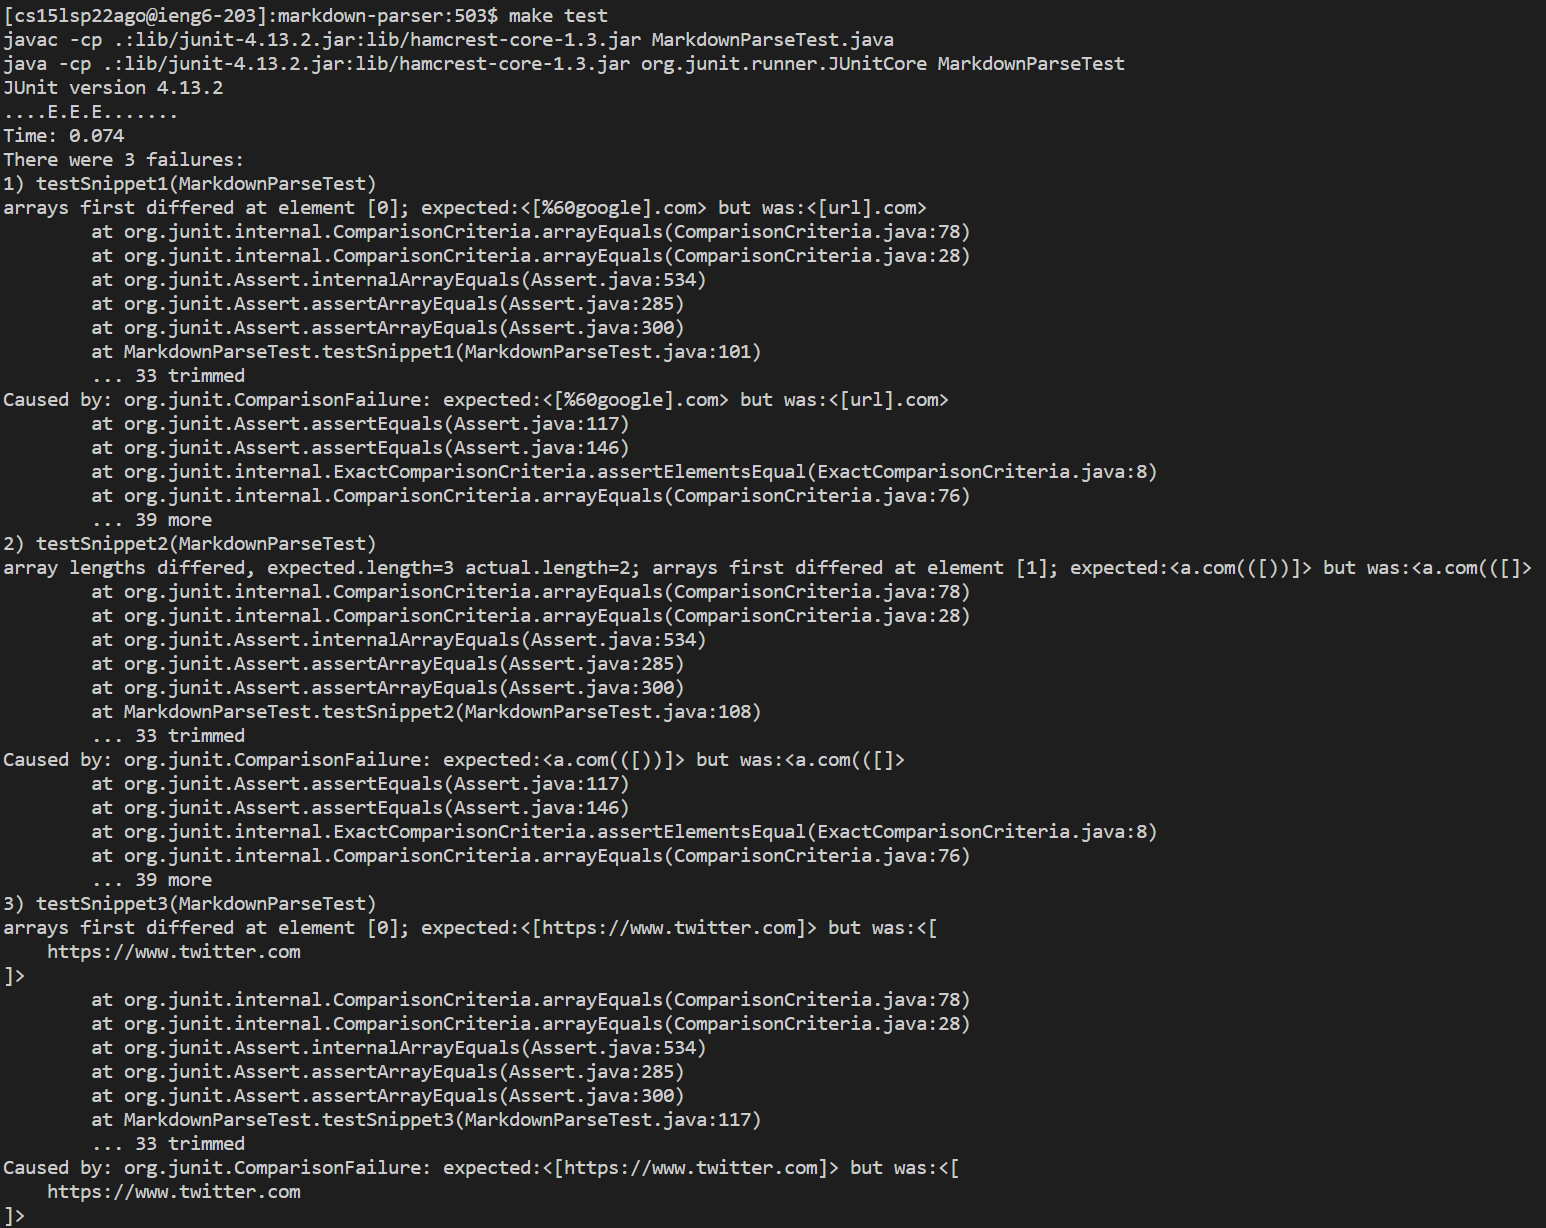 [cs15lsp22ago@ieng6-203]:markdown-parser:503$ make test
javac -cp .:lib/junit-4.13.2.jar:lib/hamcrest-core-1.3.jar MarkdownParseTest.java
java -cp .:lib/junit-4.13.2.jar:lib/hamcrest-core-1.3.jar org.junit.runner.JUnitCore MarkdownParseTest
JUnit version 4.13.2
....E.E.E.......
Time: 0.074
There were 3 failures:
1) testSnippet1(MarkdownParseTest)
arrays first differed at element [0]; expected:<[%60google].com> but was:<[url].com>
        at org.junit.internal.ComparisonCriteria.arrayEquals(ComparisonCriteria.java:78)
        at org.junit.internal.ComparisonCriteria.arrayEquals(ComparisonCriteria.java:28)
        at org.junit.Assert.internalArrayEquals(Assert.java:534)
        at org.junit.Assert.assertArrayEquals(Assert.java:285)
        at org.junit.Assert.assertArrayEquals(Assert.java:300)
        at MarkdownParseTest.testSnippet1(MarkdownParseTest.java:101)
        ... 33 trimmed
Caused by: org.junit.ComparisonFailure: expected:<[%60google].com> but was:<[url].com>
        at org.junit.Assert.assertEquals(Assert.java:117)
        at org.junit.Assert.assertEquals(Assert.java:146)
        at org.junit.internal.ExactComparisonCriteria.assertElementsEqual(ExactComparisonCriteria.java:8)
        at org.junit.internal.ComparisonCriteria.arrayEquals(ComparisonCriteria.java:76)
        ... 39 more
2) testSnippet2(MarkdownParseTest)
array lengths differed, expected.length=3 actual.length=2; arrays first differed at element [1]; expected:<a.com(([))]> but was:<a.com(([]>
        at org.junit.internal.ComparisonCriteria.arrayEquals(ComparisonCriteria.java:78)
        at org.junit.internal.ComparisonCriteria.arrayEquals(ComparisonCriteria.java:28)
        at org.junit.Assert.internalArrayEquals(Assert.java:534)
        at org.junit.Assert.assertArrayEquals(Assert.java:285)
        at org.junit.Assert.assertArrayEquals(Assert.java:300)
        at MarkdownParseTest.testSnippet2(MarkdownParseTest.java:108)
        ... 33 trimmed
Caused by: org.junit.ComparisonFailure: expected:<a.com(([))]> but was:<a.com(([]>
        at org.junit.Assert.assertEquals(Assert.java:117)
        at org.junit.Assert.assertEquals(Assert.java:146)
        at org.junit.internal.ExactComparisonCriteria.assertElementsEqual(ExactComparisonCriteria.java:8)
        at org.junit.internal.ComparisonCriteria.arrayEquals(ComparisonCriteria.java:76)
        ... 39 more
3) testSnippet3(MarkdownParseTest)
arrays first differed at element [0]; expected:<[https://www.twitter.com]> but was:<[
    https://www.twitter.com
]>
        at org.junit.internal.ComparisonCriteria.arrayEquals(ComparisonCriteria.java:78)
        at org.junit.internal.ComparisonCriteria.arrayEquals(ComparisonCriteria.java:28)
        at org.junit.Assert.internalArrayEquals(Assert.java:534)
        at org.junit.Assert.assertArrayEquals(Assert.java:285)
        at org.junit.Assert.assertArrayEquals(Assert.java:300)
        at MarkdownParseTest.testSnippet3(MarkdownParseTest.java:117)
        ... 33 trimmed
Caused by: org.junit.ComparisonFailure: expected:<[https://www.twitter.com]> but was:<[
    https://www.twitter.com
]>